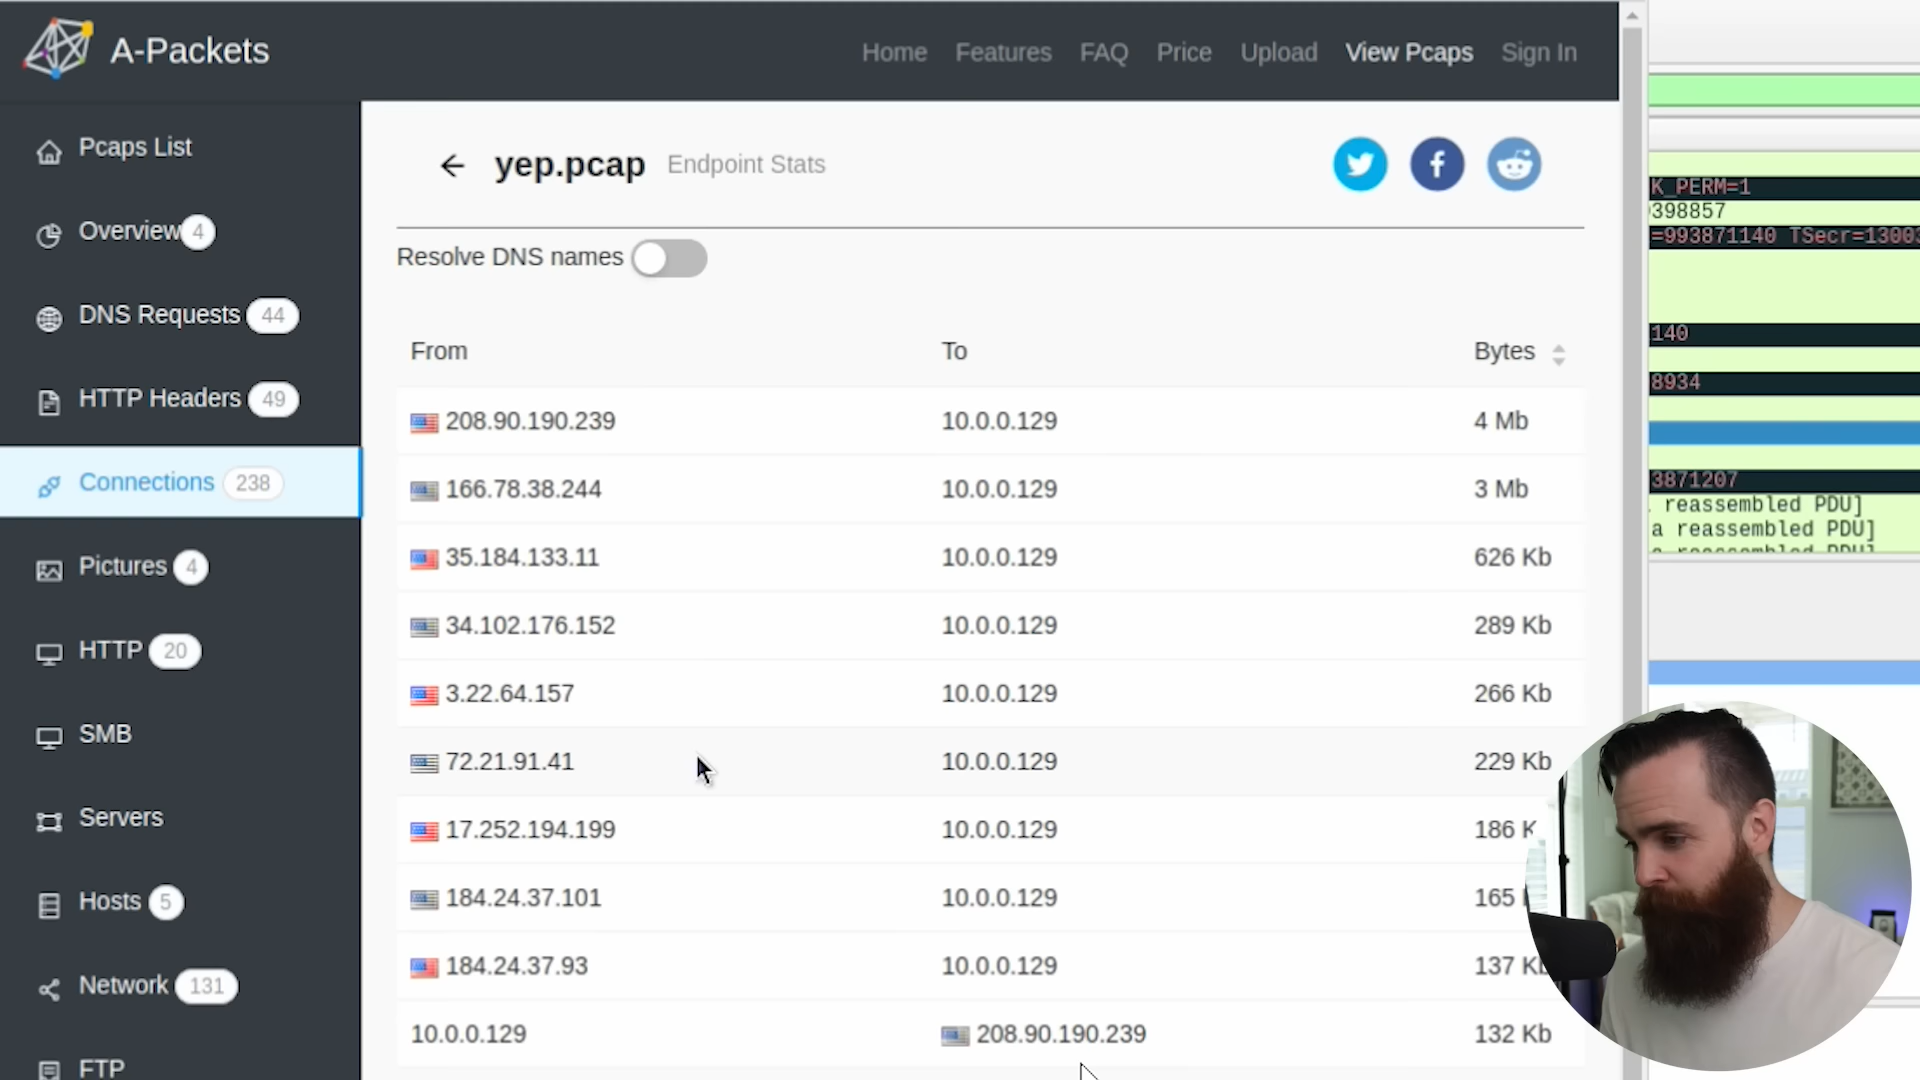 A-Packets
Home Features FAQ Price Upload View Pcaps Sign In
Pcaps List
Overview 4
DNS Requests 44
HTTP Headers 49
Connections 238
Pictures 4
HTTP 20
SMB
Servers
Hosts 5
Network 131
FTP
yep.pcap Endpoint Stats
Resolve DNS names
From To Bytes
208.90.190.239 10.0.0.129 4 Mb
166.78.38.244 10.0.0.129 3 Mb
35.184.133.11 10.0.0.129 626 Kb
34.102.176.152 10.0.0.129 289 Kb
3.22.64.157 10.0.0.129 266 Kb
72.21.91.41 10.0.0.129 229 Kb
17.252.194.199 10.0.0.129 186 K
184.24.37.101 10.0.0.129 165
184.24.37.93 10.0.0.129 137 Kb
10.0.0.129 208.90.190.239 132 Kb
K_PERM=1
398857
=993871140 TSecr=1300
140
8934
3871207
reassembled PDU]
a reassembled PDU]